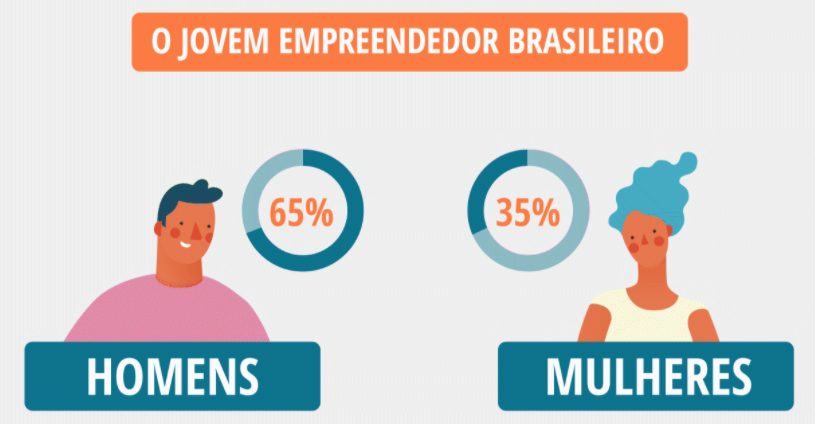 O JOVEM EMPREENDEDOR BRASILEIRO
65%
35%
HOMENS
MULHERES